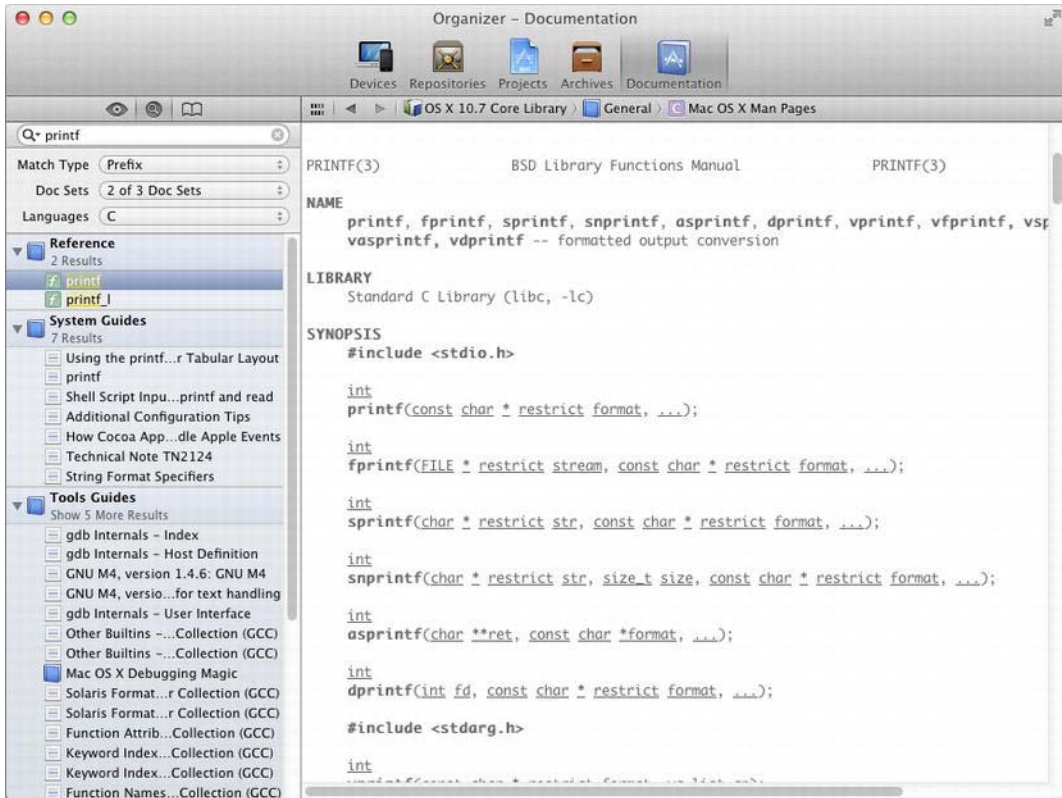 Organizer – Documentation
Devices Repositories Projects Archives Documentation
OS X 10.7 Core Library General Mac OS X Man Pages
printf
Match Type Prefix
Doc Sets 2 of 3 Doc Sets
Languages C
Reference
2 Results
printf
printf_l
System Guides
7 Results
Using the printf...r Tabular Layout
printf
Shell Script Inpu...printf and read
Additional Configuration Tips
How Cocoa App...dle Apple Events
Technical Note TN2124
String Format Specifiers
Tools Guides
Show 5 More Results
gdb Internals – Index
gdb Internals – Host Definition
GNU M4, version 1.4.6: GNU M4
GNU M4, versio...for text handling
gdb Internals – User Interface
Other Builtins –...Collection (GCC)
Other Builtins –...Collection (GCC)
Mac OS X Debugging Magic
Solaris Format...r Collection (GCC)
Solaris Format...r Collection (GCC)
Function Attrib...Collection (GCC)
Keyword Index...Collection (GCC)
Keyword Index...Collection (GCC)
Function Names...Collection (GCC)
PRINTF(3) BSD Library Functions Manual PRINTF(3)
NAME
printf, fprintf, sprintf, snprintf, asprintf, dprintf, vprintf, vfprintf, vsp
vasprintf, vdprintf -- formatted output conversion
LIBRARY
Standard C Library (libc, -lc)
SYNOPSIS
#include <stdio.h>
int
printf(const char * restrict format, ...);
int
fprintf(FILE * restrict stream, const char * restrict format, ...);
int
sprintf(char * restrict str, const char * restrict format, ...);
int
snprintf(char * restrict str, size_t size, const char * restrict format, ...);
int
asprintf(char **ret, const char *format, ...);
int
dprintf(int fd, const char * restrict format, ...);
#include <stdarg.h>
int